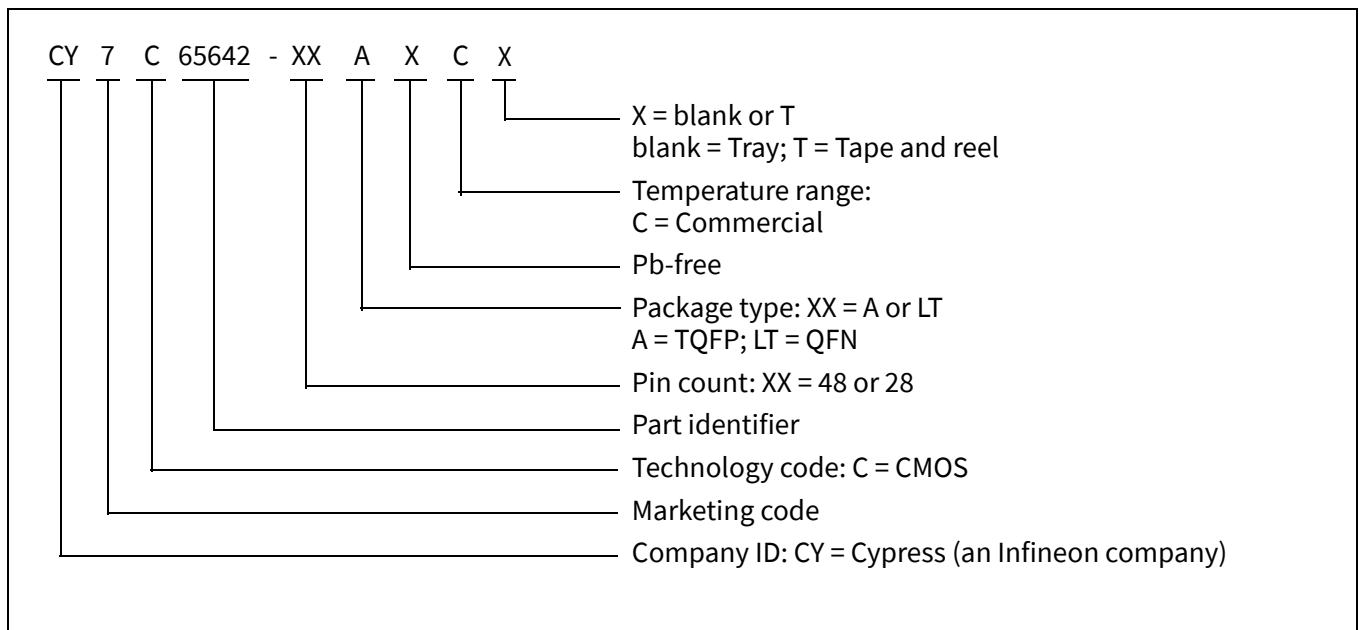 CY 7 C 65642 - XX A X C X
X = blank or T
blank = Tray; T = Tape and reel
Temperature range:
C = Commercial
Pb-free
Package type: XX = A or LT
A = TQFP; LT = QFN
Pin count: XX = 48 or 28
Part identifier
Technology code: C = CMOS
Marketing code
Company ID: CY = Cypress (an Infineon company)